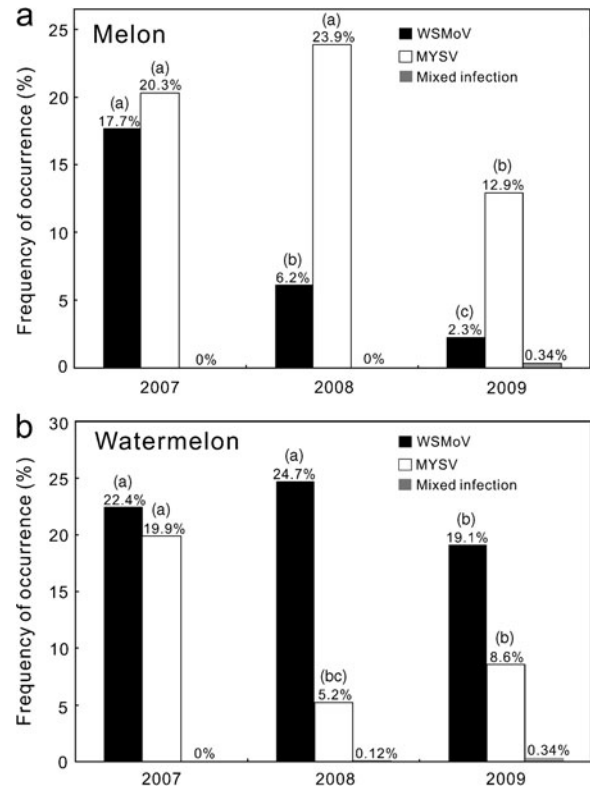 a
Melon
WSMoV
MYSV
Mixed infection
Frequency of occurrence (%)
25
20
15
10
5
0
(a)
17.7%
(a)
20.3%
0%
(b)
6.2%
(a)
23.9%
0%
(c)
2.3%
(b)
12.9%
0.34%
2007
2008
2009
b
Watermelon
WSMoV
MYSV
Mixed infection
Frequency of occurrence (%)
30
25
20
15
10
5
0
(a)
22.4%
(a)
19.9%
0%
(a)
24.7%
(bc)
5.2%
0.12%
(b)
19.1%
(b)
8.6%
0.34%
2007
2008
2009